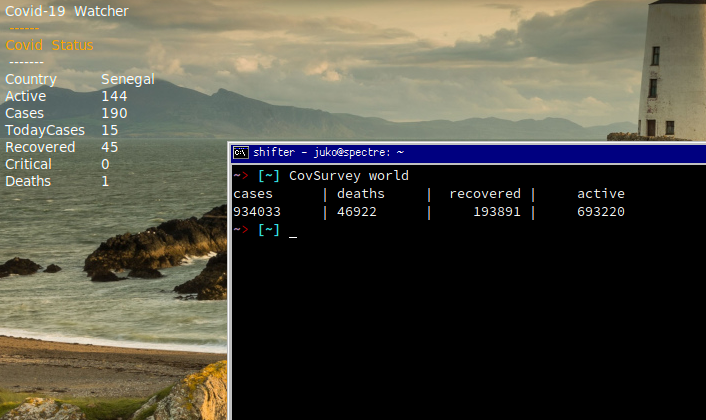 Covid-19 Watcher
------
Covid Status
-------
Country Senegal
Active 144
Cases 190
TodayCases 15
Recovered 45
Critical 0
Deaths 1
C:\ shifter - juko@spectre: ~
~> [~] CovSurvey world
cases | deaths | recovered | active
934033 | 46922 | 193891 | 693220
~> [~] _